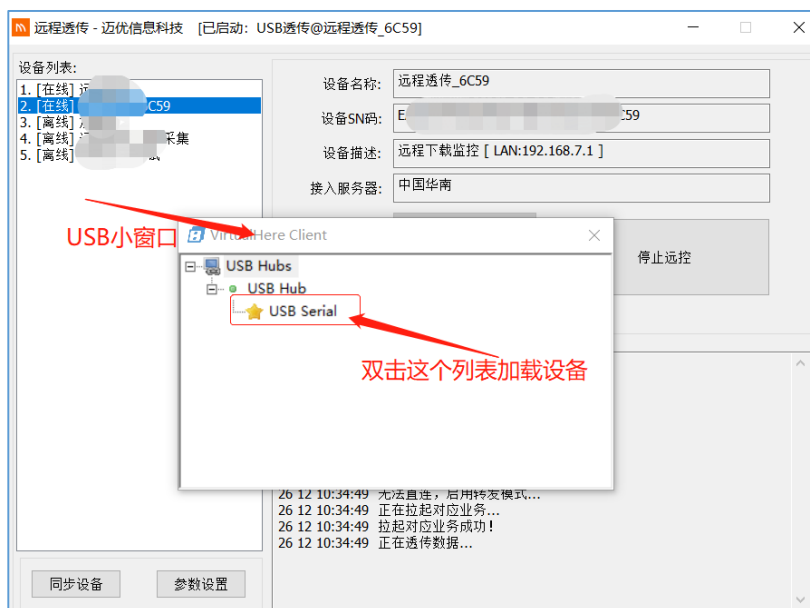 远程透传 - 迈优信息科技 [已启动: USB透传@远程透传_6C59]
设备列表:
1. [在线] 远
2. [在线] C59
3. [离线]
4. [离线] 采集
5. [离线]
设备名称: 远程透传_6C59
设备SN码: E C59
设备描述: 远程下载监控 [ LAN:192.168.7.1 ]
接入服务器: 中国华南
停止远控
USB小窗口
VirtualHere Client
USB Hubs
USB Hub
USB Serial
双击这个列表加载设备
26 12 10:34:49 无法直连，启用转发模式...
26 12 10:34:49 正在拉起对应业务...
26 12 10:34:49 拉起对应业务成功!
26 12 10:34:49 正在透传数据...
同步设备
参数设置